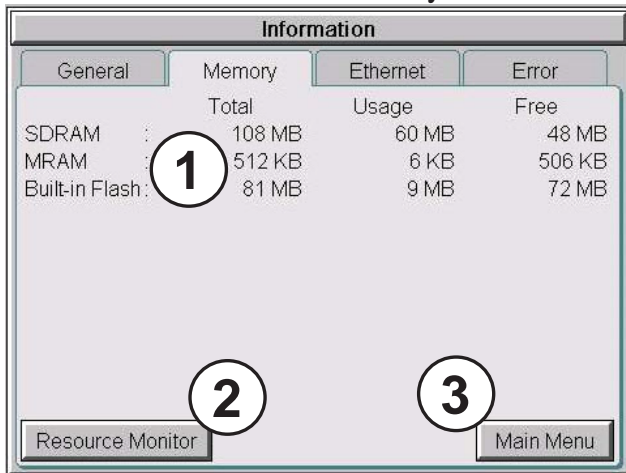 Information
General Memory Ethernet Error
Total Usage Free
SDRAM : 108 MB 60 MB 48 MB
MRAM : 512 KB 6 KB 506 KB
Built-in Flash : 81 MB 9 MB 72 MB
1
2 3
Resource Monitor Main Menu